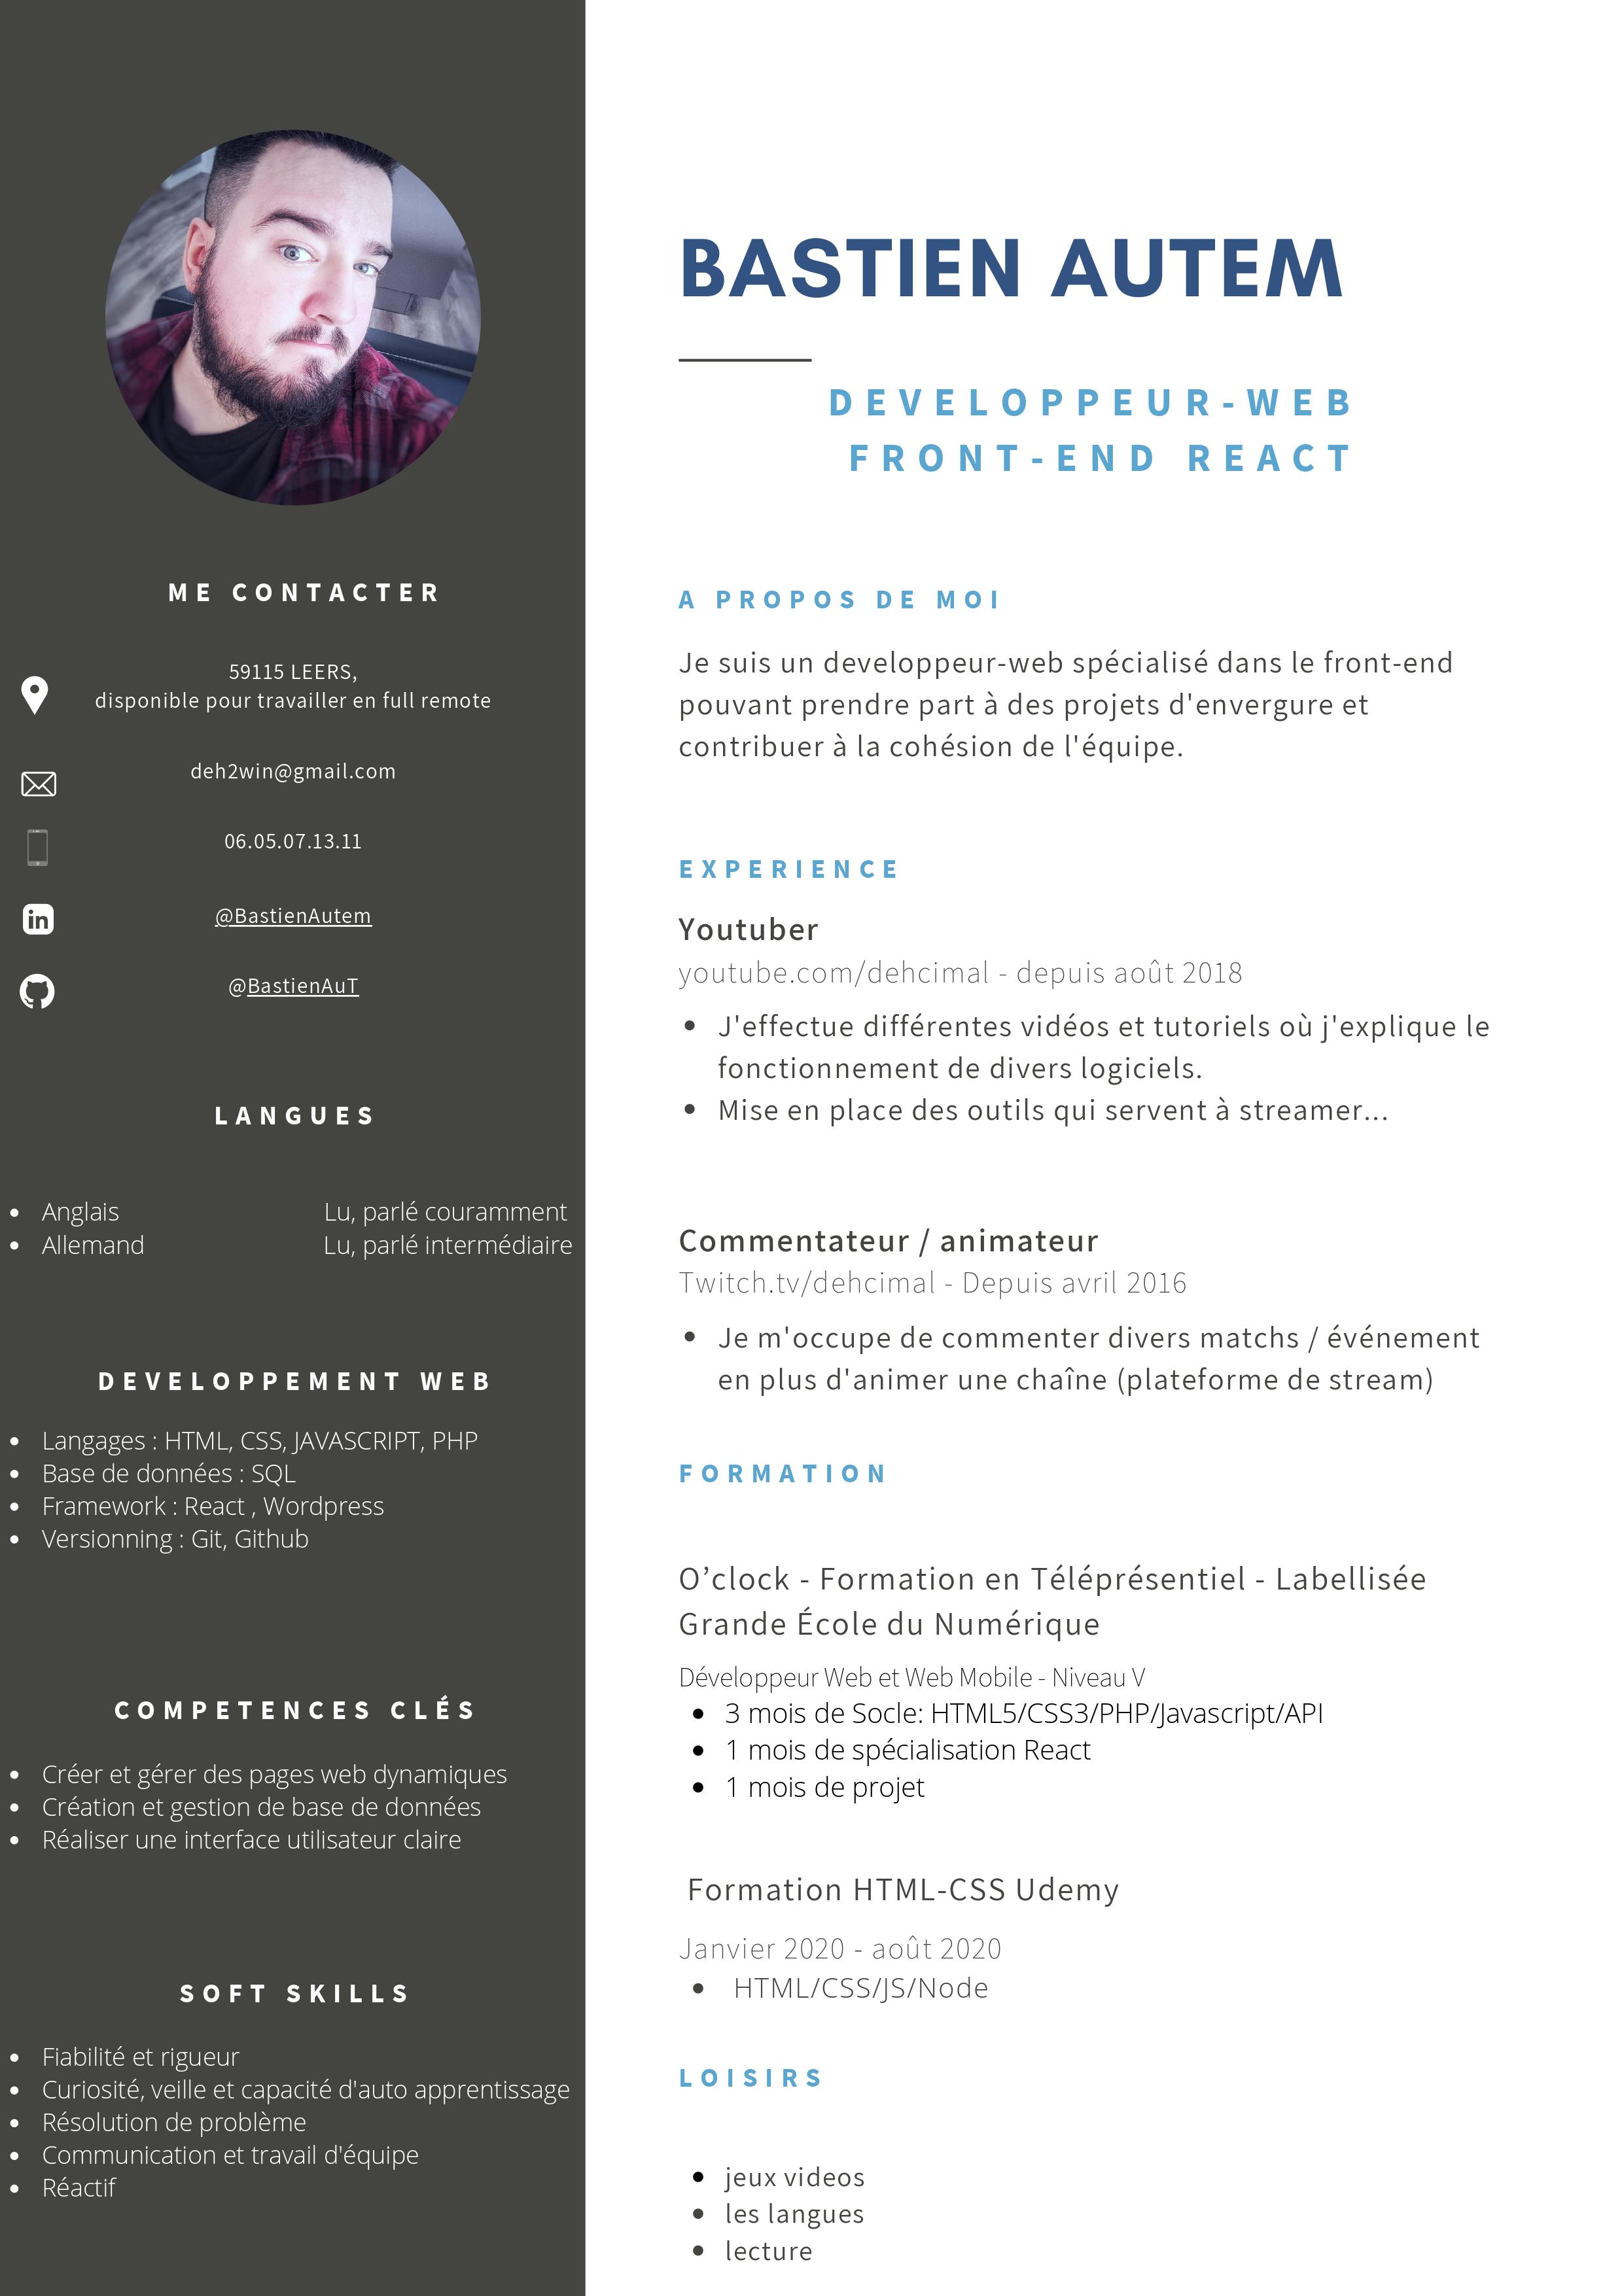 BASTIEN AUTEM
DEVELOPPEUR-WEB
FRONT-END REACT
ME CONTACTER
59115 LEERS,
disponible pour travailler en full remote
deh2win@gmail.com
06.05.07.13.11
@BastienAutem
@BastienAuT
LANGUES
• Anglais Lu, parlé couramment
• Allemand Lu, parlé intermédiaire
DEVELOPPEMENT WEB
• Langages : HTML, CSS, JAVASCRIPT, PHP
• Base de données : SQL
• Framework : React , Wordpress
• Versionning : Git, Github
COMPETENCES CLÉS
• Créer et gérer des pages web dynamiques
• Création et gestion de base de données
• Réaliser une interface utilisateur claire
SOFT SKILLS
• Fiabilité et rigueur
• Curiosité, veille et capacité d'auto apprentissage
• Résolution de problème
• Communication et travail d'équipe
• Réactif
A PROPOS DE MOI
Je suis un developpeur-web spécialisé dans le front-end
pouvant prendre part à des projets d'envergure et
contribuer à la cohésion de l'équipe.
EXPERIENCE
Youtuber
youtube.com/dehcimal - depuis août 2018
• J'effectue différentes vidéos et tutoriels où j'explique le
fonctionnement de divers logiciels.
• Mise en place des outils qui servent à streamer...
Commentateur / animateur
Twitch.tv/dehcimal - Depuis avril 2016
• Je m'occupe de commenter divers matchs / événement
en plus d'animer une chaîne (plateforme de stream)
FORMATION
O’clock - Formation en Téléprésentiel - Labellisée
Grande École du Numérique
Développeur Web et Web Mobile - Niveau V
• 3 mois de Socle: HTML5/CSS3/PHP/Javascript/API
• 1 mois de spécialisation React
• 1 mois de projet
Formation HTML-CSS Udemy
Janvier 2020 - août 2020
• HTML/CSS/JS/Node
LOISIRS
• jeux videos
• les langues
• lecture